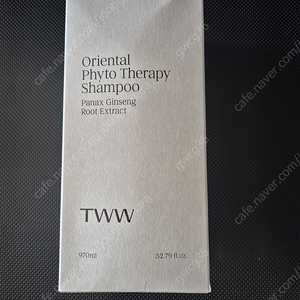 Oriental
Phyto Therapy
Shampoo
Panax Ginseng
Root Extract
TWW
970ml 32.79 fl.oz.